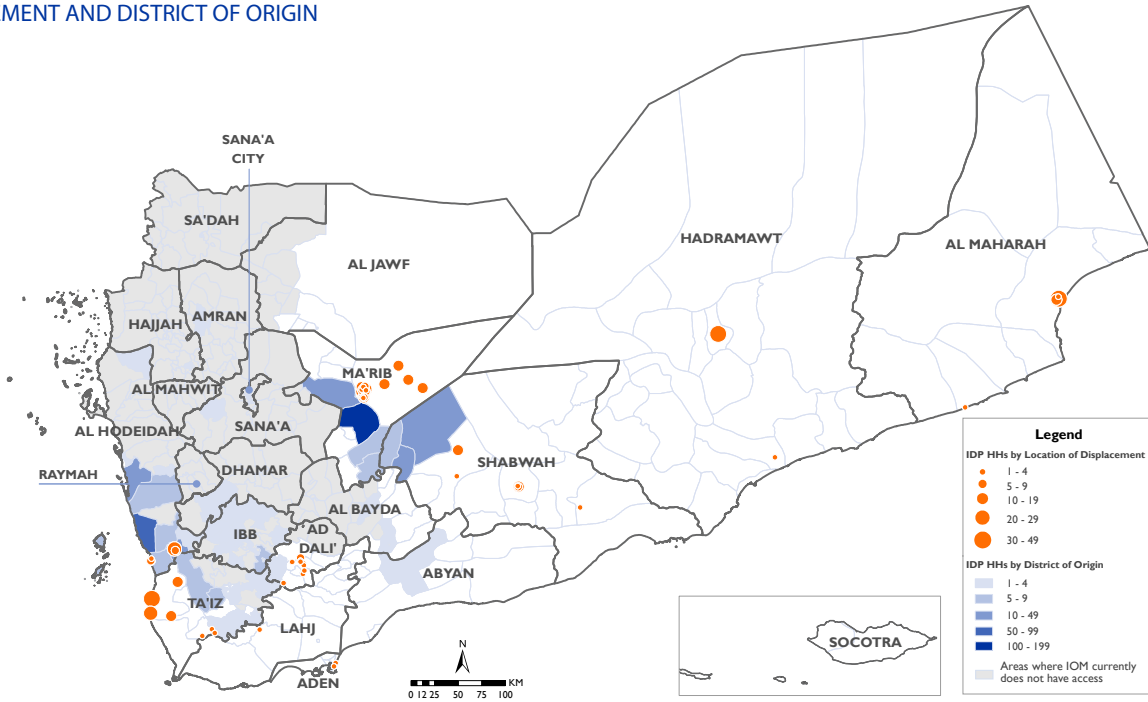 EMENT AND DISTRICT OF ORIGIN
SANA'A
CITY
SA'DAH
HADRAMAWT
AL MAHARAH
AL JAWF
HAJJAH
AMRAN
MA'RIB
AL MAHWIT
AL HODEIDAH
SANA'A
SHABWAH
RAYMAH
DHAMAR
AL BAYDA
IBB
AD
DALI'
ABYAN
TA'IZ
LAHJ
SOCOTRA
ADEN
N
KM
0 12 25 50 75 100
Legend
IDP HHs by Location of Displacement
1 - 4
5 - 9
10 - 19
20 - 29
30 - 49
IDP HHs by District of Origin
1 - 4
5 - 9
10 - 49
50 - 99
100 - 199
Areas where IOM currently
does not have access